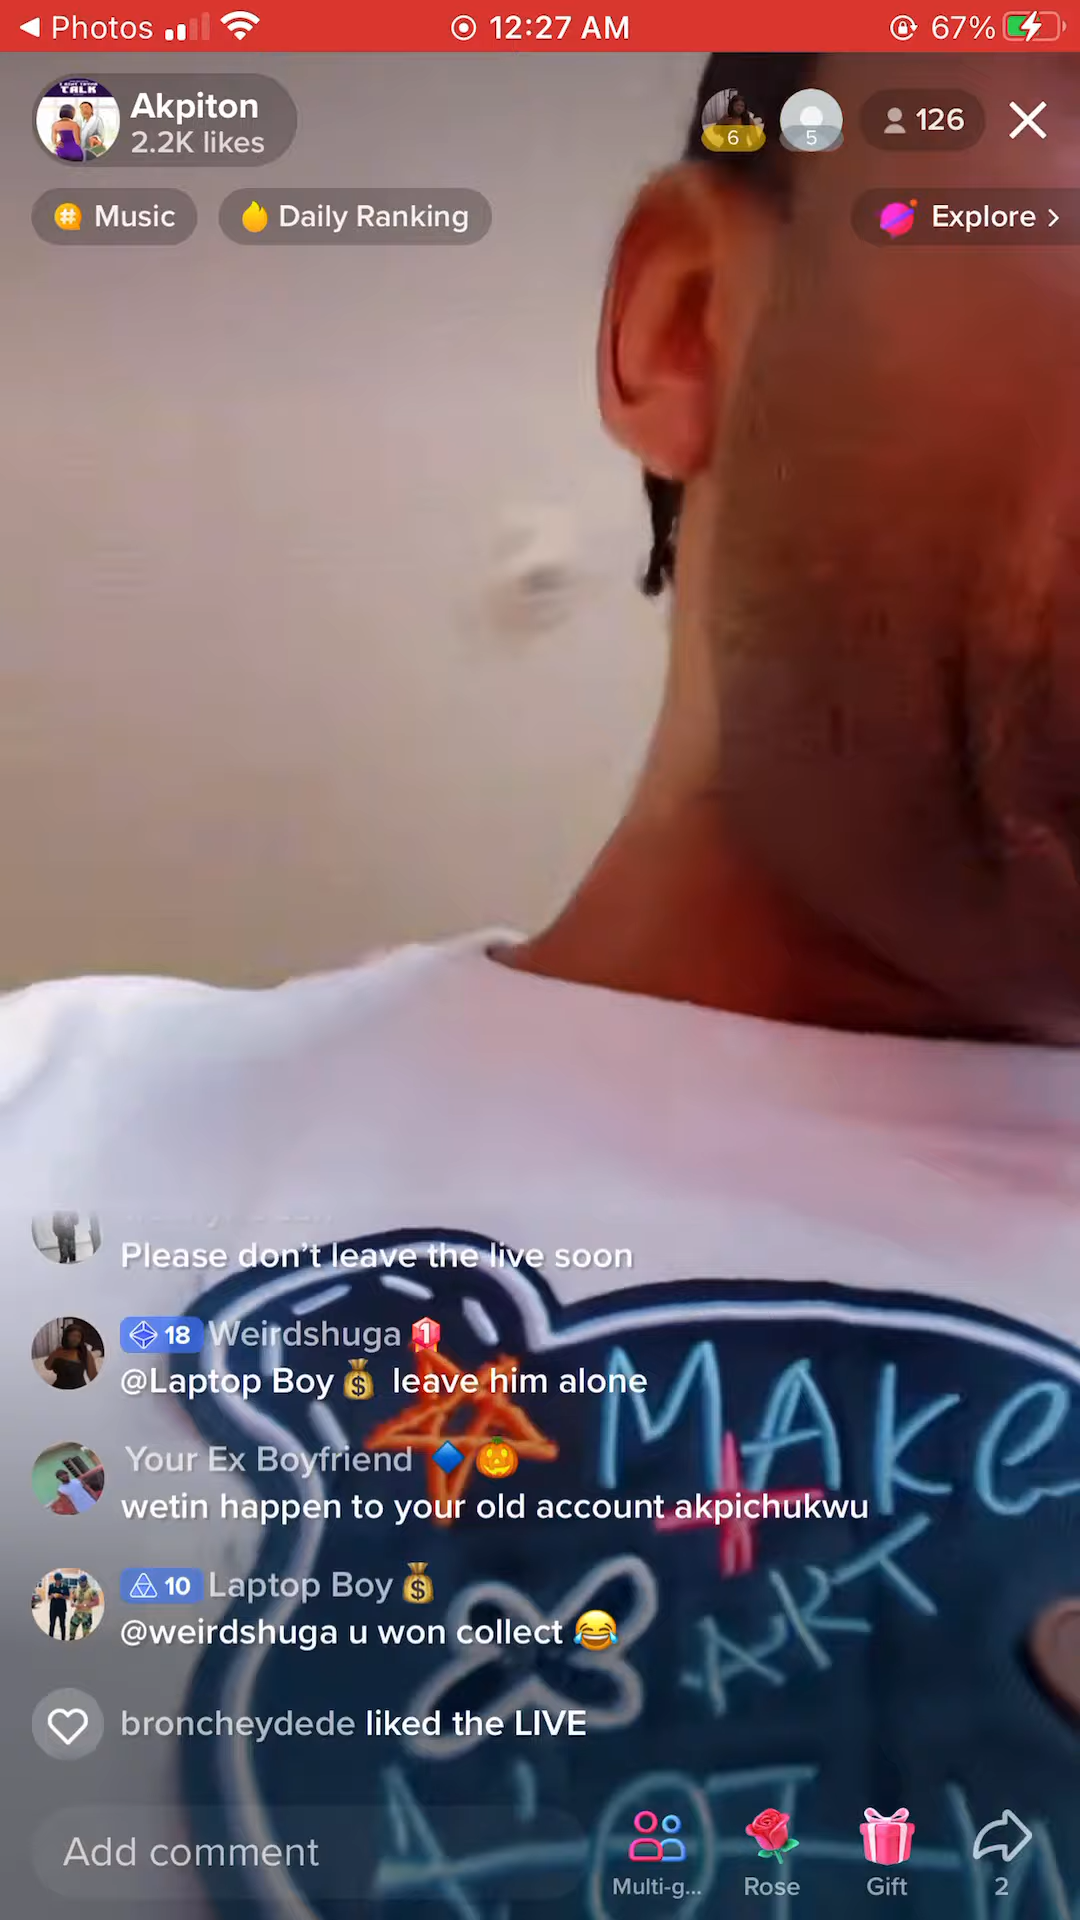 Photos
12:27 AM
67%
TALK
Akpiton
2.2K likes
6
5
126
Music
Daily Ranking
Explore
Please don't leave the live soon
18 Weirdshuga 1
@Laptop Boy💰 leave him alone
Your Ex Boyfriend 🔷🎃
wetin happen to your old account akpichukwu
10 Laptop Boy💰
@weirdshuga u won collect 😂
broncheydede liked the LIVE
MAKe
ART
NOT
Add comment
Multi-g...
Rose
Gift
2